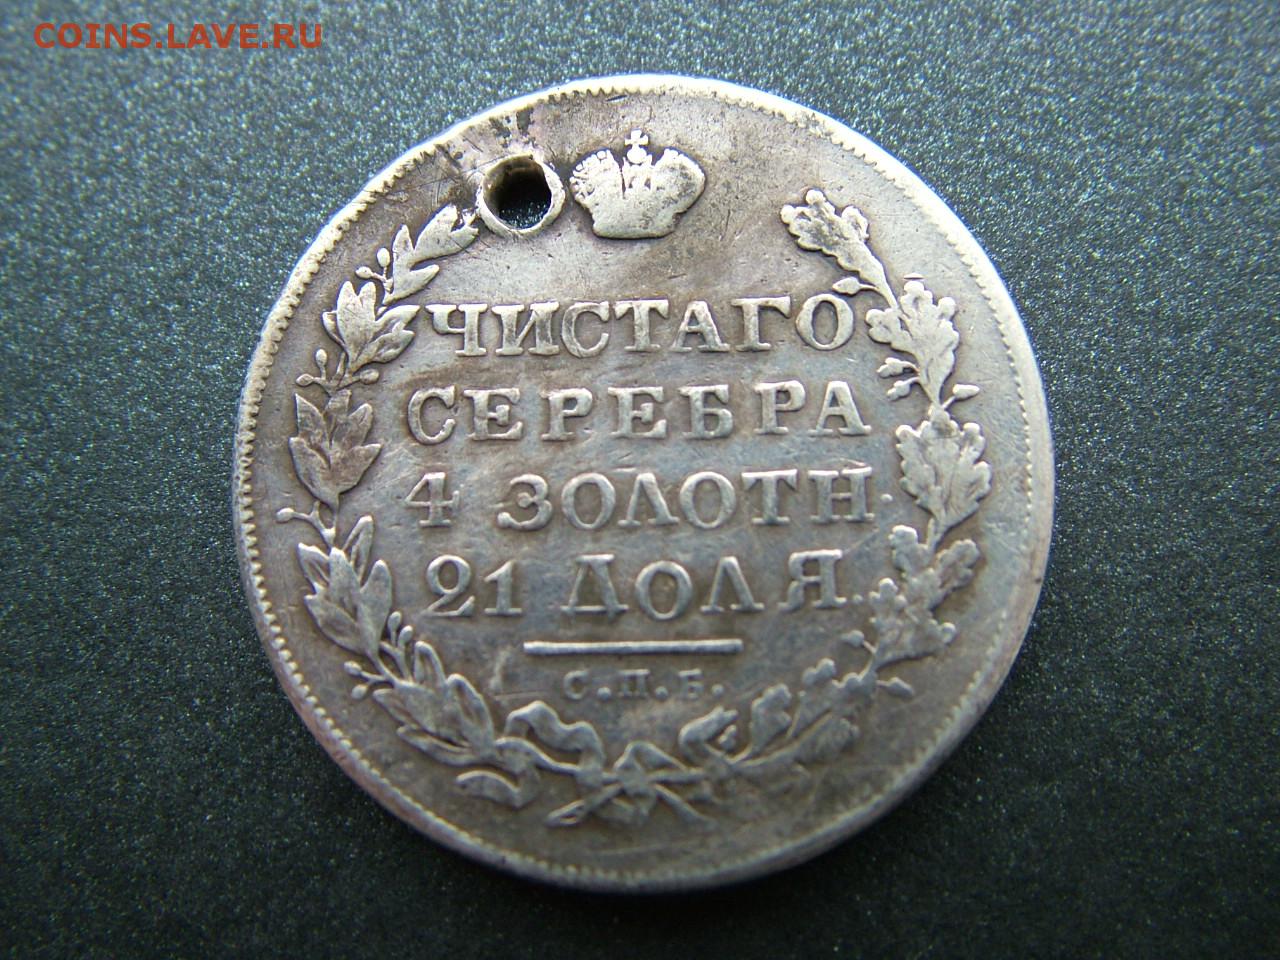 COINS.LAVE.RU
ЧИСТАГО
СЕРЕБРА
4 ЗОЛОТН.
21 ДОЛЯ.
С.П.Б.